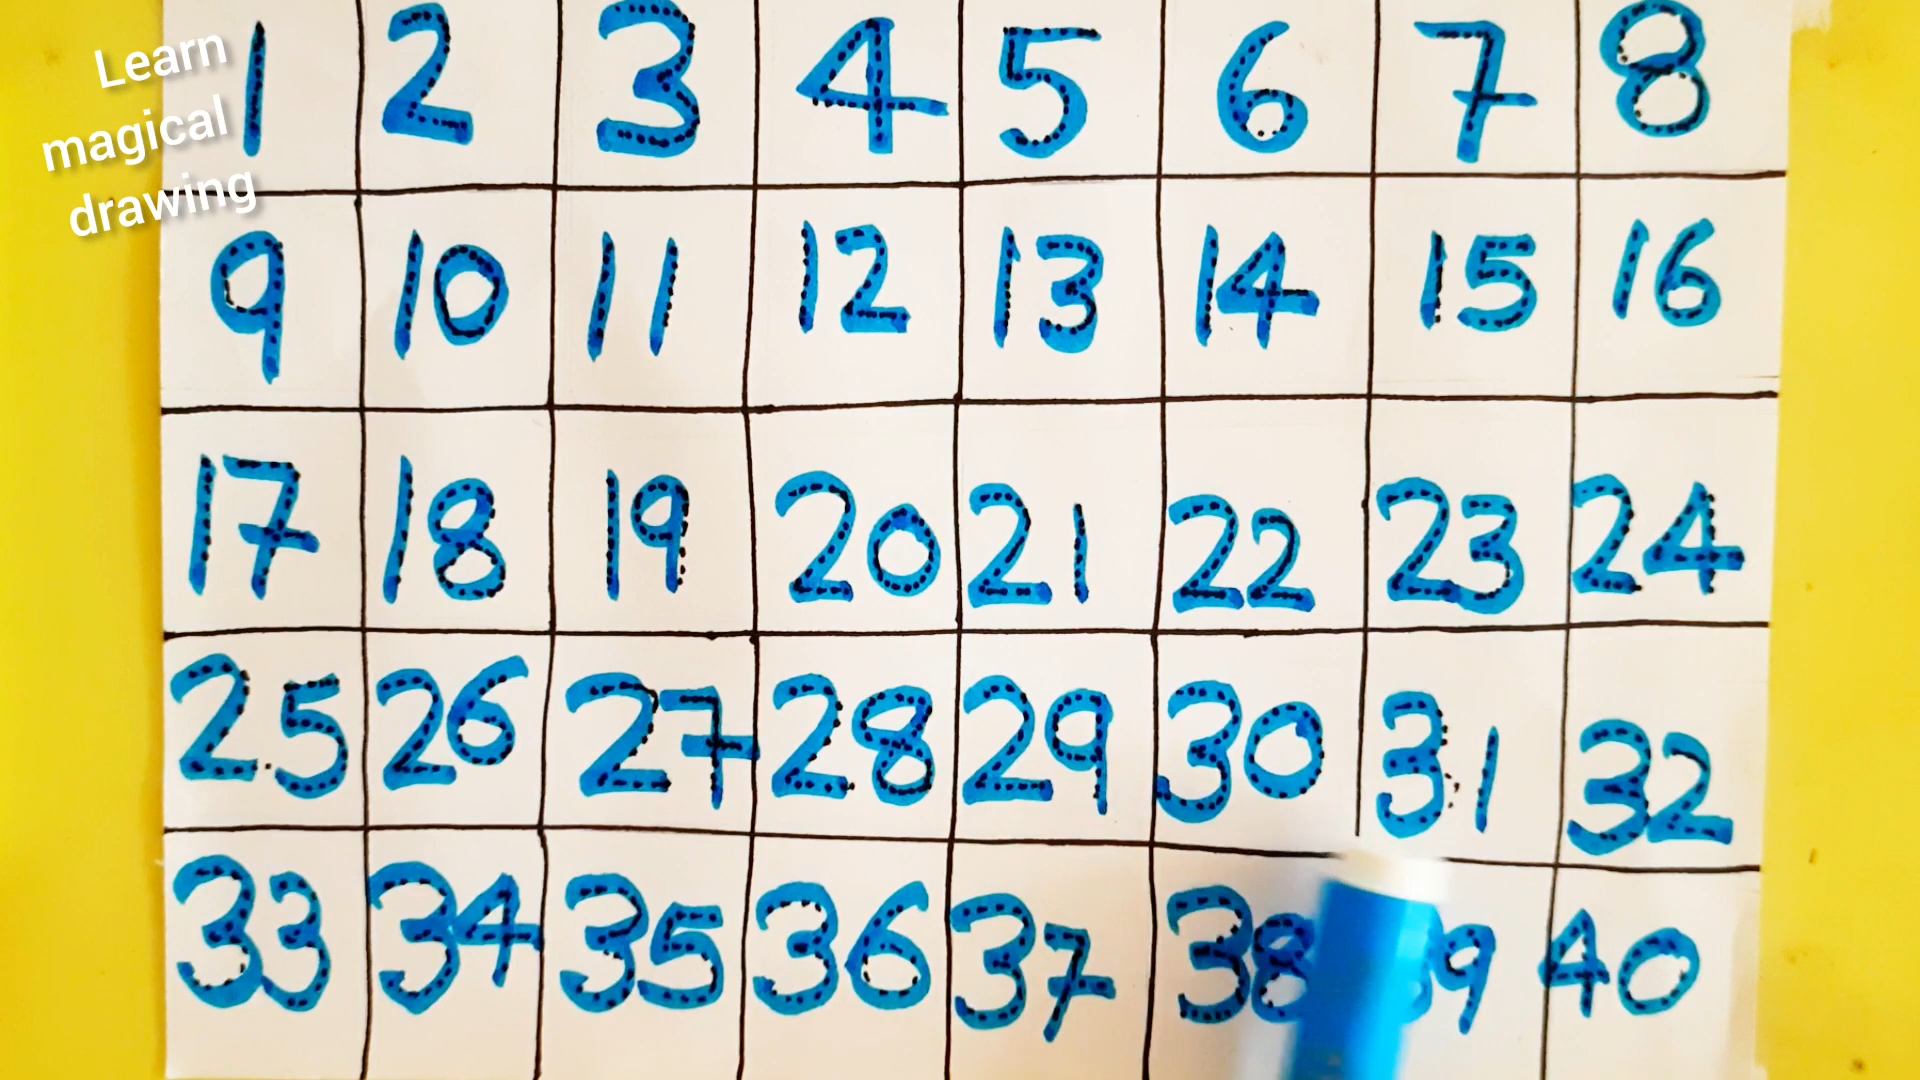 Learn
magical
drawing
1 2 3 4 5 6 7 8
9 10 11 12 13 14 15 16
17 18 19 20 21 22 23 24
25 26 27 28 29 30 31 32
33 34 35 36 37 38 9 40